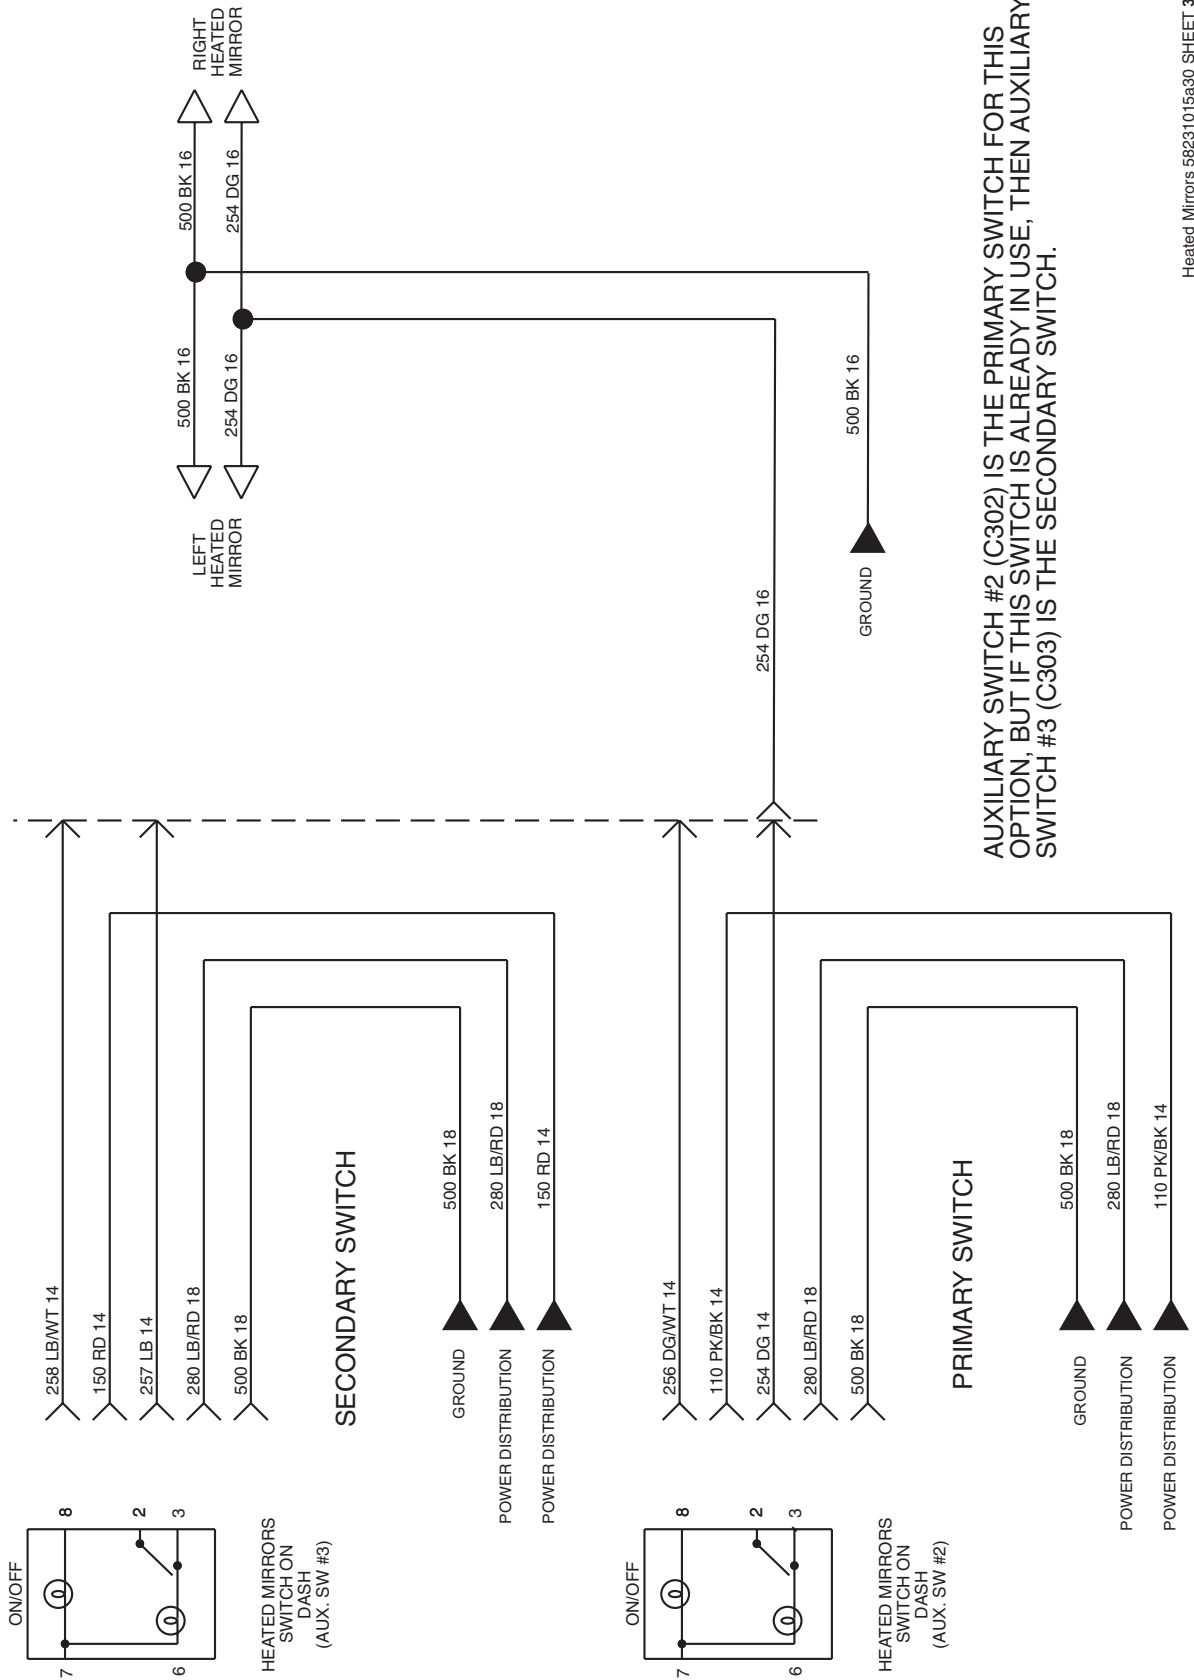 ON/OFF
7
8
2
3
6
HEATED MIRRORS
SWITCH ON
DASH
(AUX. SW #3)
258 LB/WT 14
150 RD 14
257 LB 14
280 LB/RD 18
500 BK 18
SECONDARY SWITCH
GROUND
500 BK 18
POWER DISTRIBUTION
280 LB/RD 18
POWER DISTRIBUTION
150 RD 14
ON/OFF
7
8
2
3
6
HEATED MIRRORS
SWITCH ON
DASH
(AUX. SW #2)
256 DG/WT 14
110 PK/BK 14
254 DG 14
280 LB/RD 18
500 BK 18
PRIMARY SWITCH
GROUND
500 BK 18
POWER DISTRIBUTION
280 LB/RD 18
POWER DISTRIBUTION
110 PK/BK 14
LEFT
HEATED
MIRROR
500 BK 16
500 BK 16
254 DG 16
254 DG 16
RIGHT
HEATED
MIRROR
254 DG 16
GROUND
500 BK 16
AUXILIARY SWITCH #2 (C302) IS THE PRIMARY SWITCH FOR THIS
OPTION, BUT IF THIS SWITCH IS ALREADY IN USE, THEN AUXILIARY
SWITCH #3 (C303) IS THE SECONDARY SWITCH.
Heated Mirrors 58231015a30 SHEET 3